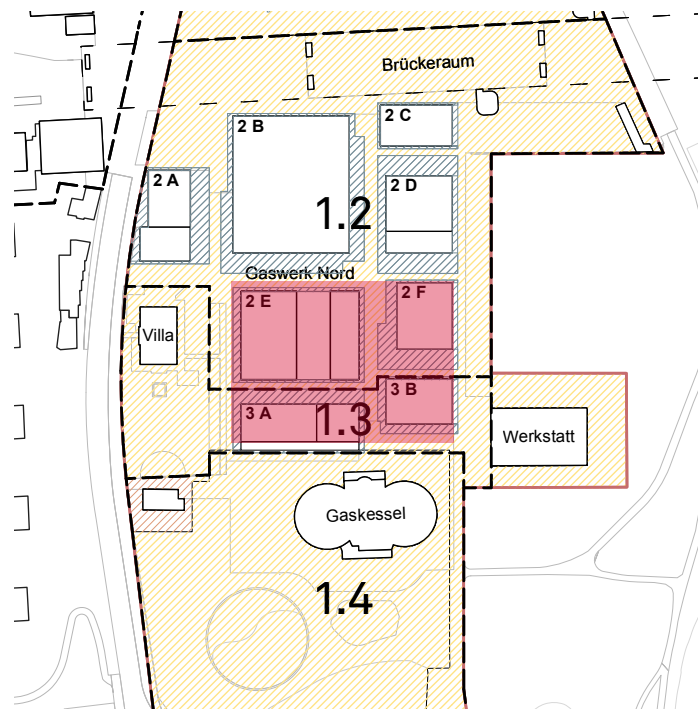 Brückeraum
2 C
2 B
2 A
2 D
1.2
Gaswerk Nord
2 E
2 F
Villa
3 B
3 A
1.3
Werkstatt
Gaskessel
1.4